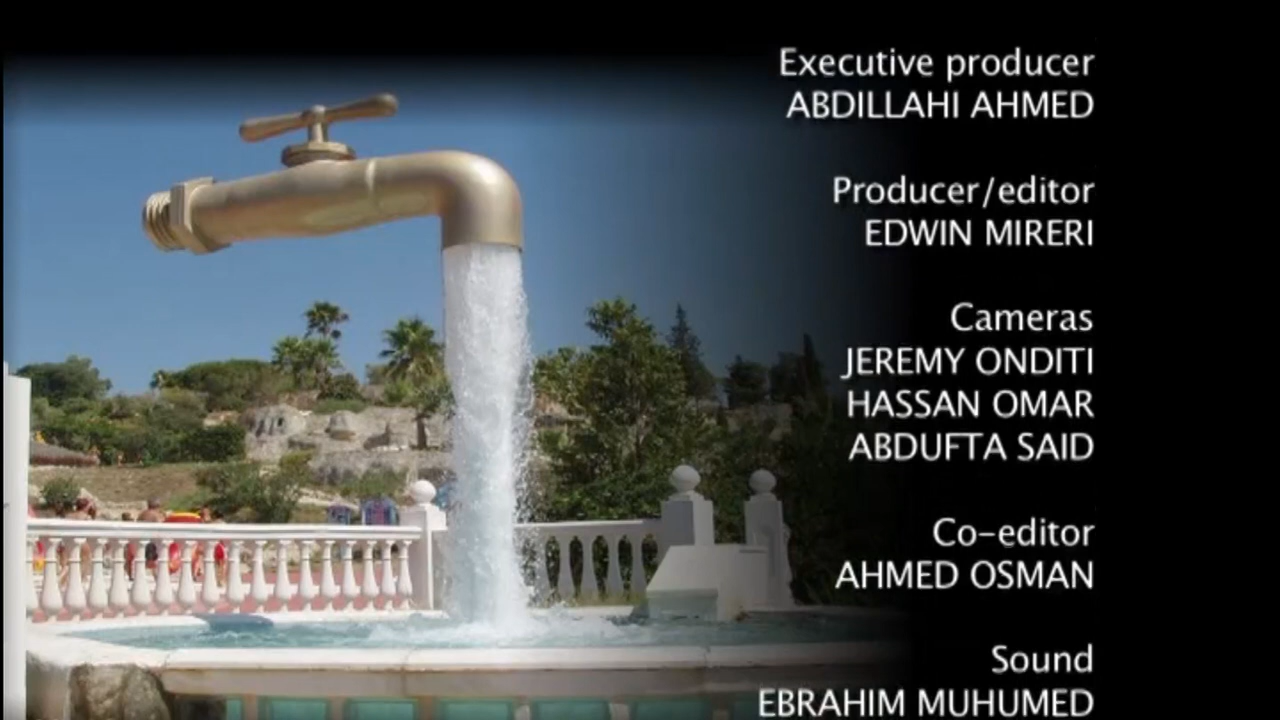 Executive producer
ABDILLAHI AHMED
Producer/editor
EDWIN MIRERI
Cameras
JEREMY ONDITI
HASSAN OMAR
ABDUFTA SAID
Co-editor
AHMED OSMAN
Sound
EBRAHIM MUHUMED